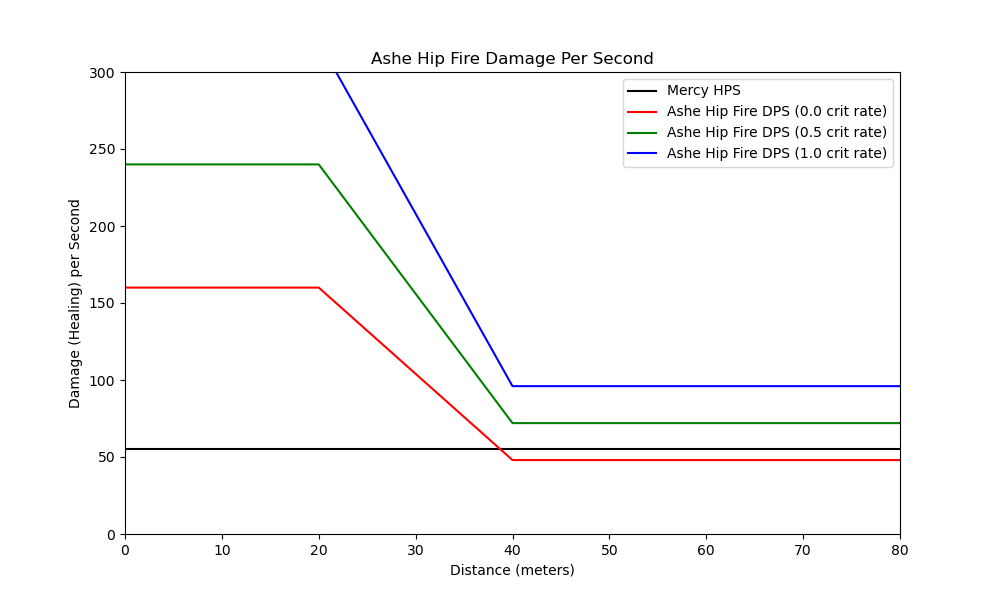 Ashe Hip Fire Damage Per Second
Mercy HPS
Ashe Hip Fire DPS (0.0 crit rate)
Ashe Hip Fire DPS (0.5 crit rate)
Ashe Hip Fire DPS (1.0 crit rate)
Damage (Healing) per Second
300
250
200
150
100
50
0
0 10 20 30 40 50 60 70 80
Distance (meters)